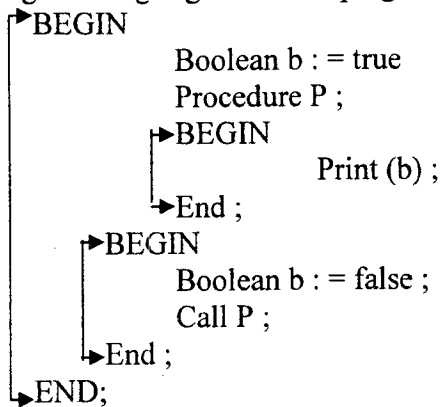 BEGIN
Boolean b : = true
Procedure P ;
BEGIN
Print (b) ;
End ;
BEGIN
Boolean b : = false ;
Call P ;
End ;
END;